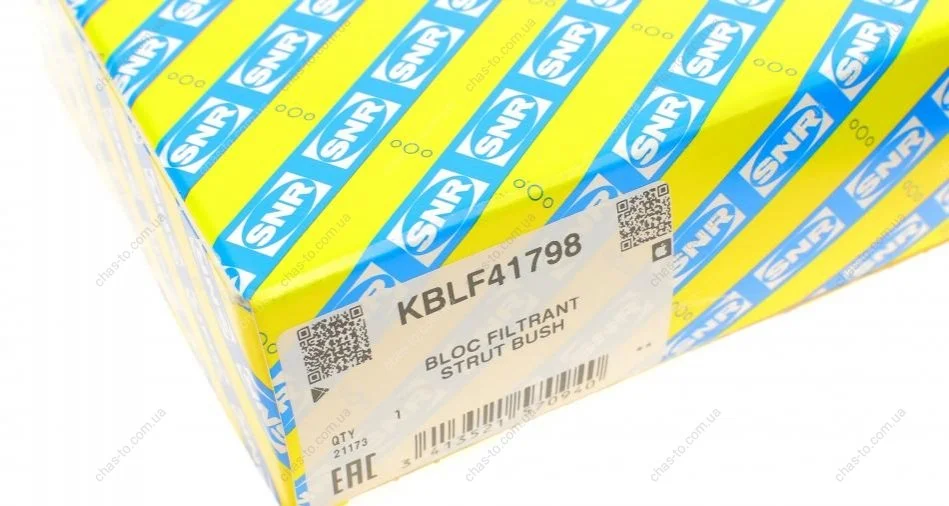 SNR
KBLF41798
BLOC FILTRANT
STRUT BUSH
QTY
1
21173
EAC
chas-to.com.ua